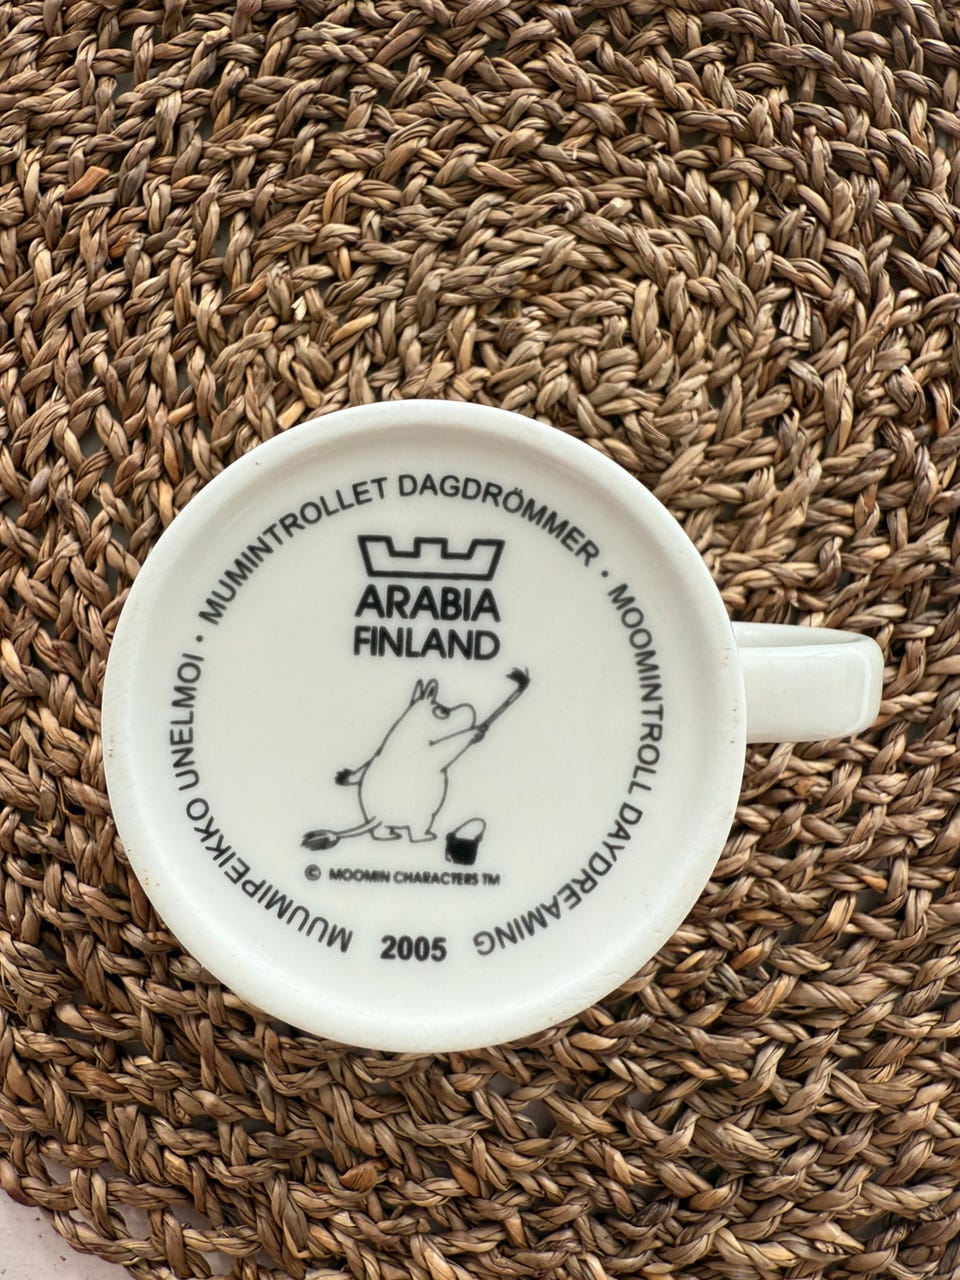 MUUMIPEIKKO UNELMOI • MUMINTROLLET DAGDRÖMMER • MOOMINTROLL DAYDREAMING
ARABIA
FINLAND
© MOOMIN CHARACTERS TM
2005